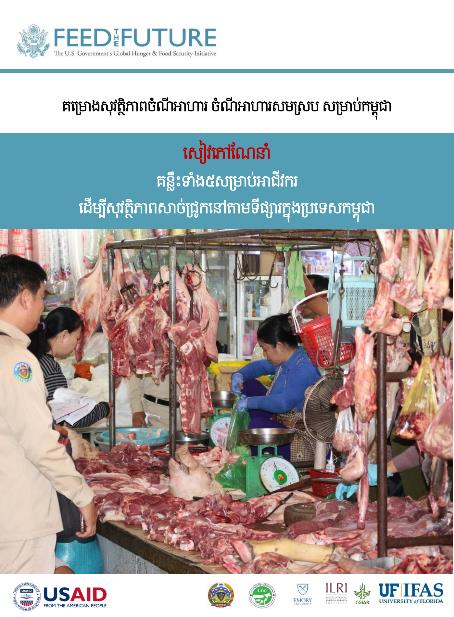 FEED THE FUTURE
The U.S. Government's Global Hunger & Food Security Initiative
គម្រោងសុវត្ថិភាពចំណីអាហារ ចំណីអាហារសមស្រប សម្រាប់កម្ពុជា
សៀវភៅណែនាំ
គន្លឹះទាំង៥សម្រាប់អាជីវករ
ដើម្បីសុវត្ថិភាពសាច់ជ្រូកនៅតាមទីផ្សារក្នុងប្រទេសកម្ពុជា
USAID
FROM THE AMERICAN PEOPLE
EMORY
ILRI
CGIAR
UF IFAS
UNIVERSITY of FLORIDA